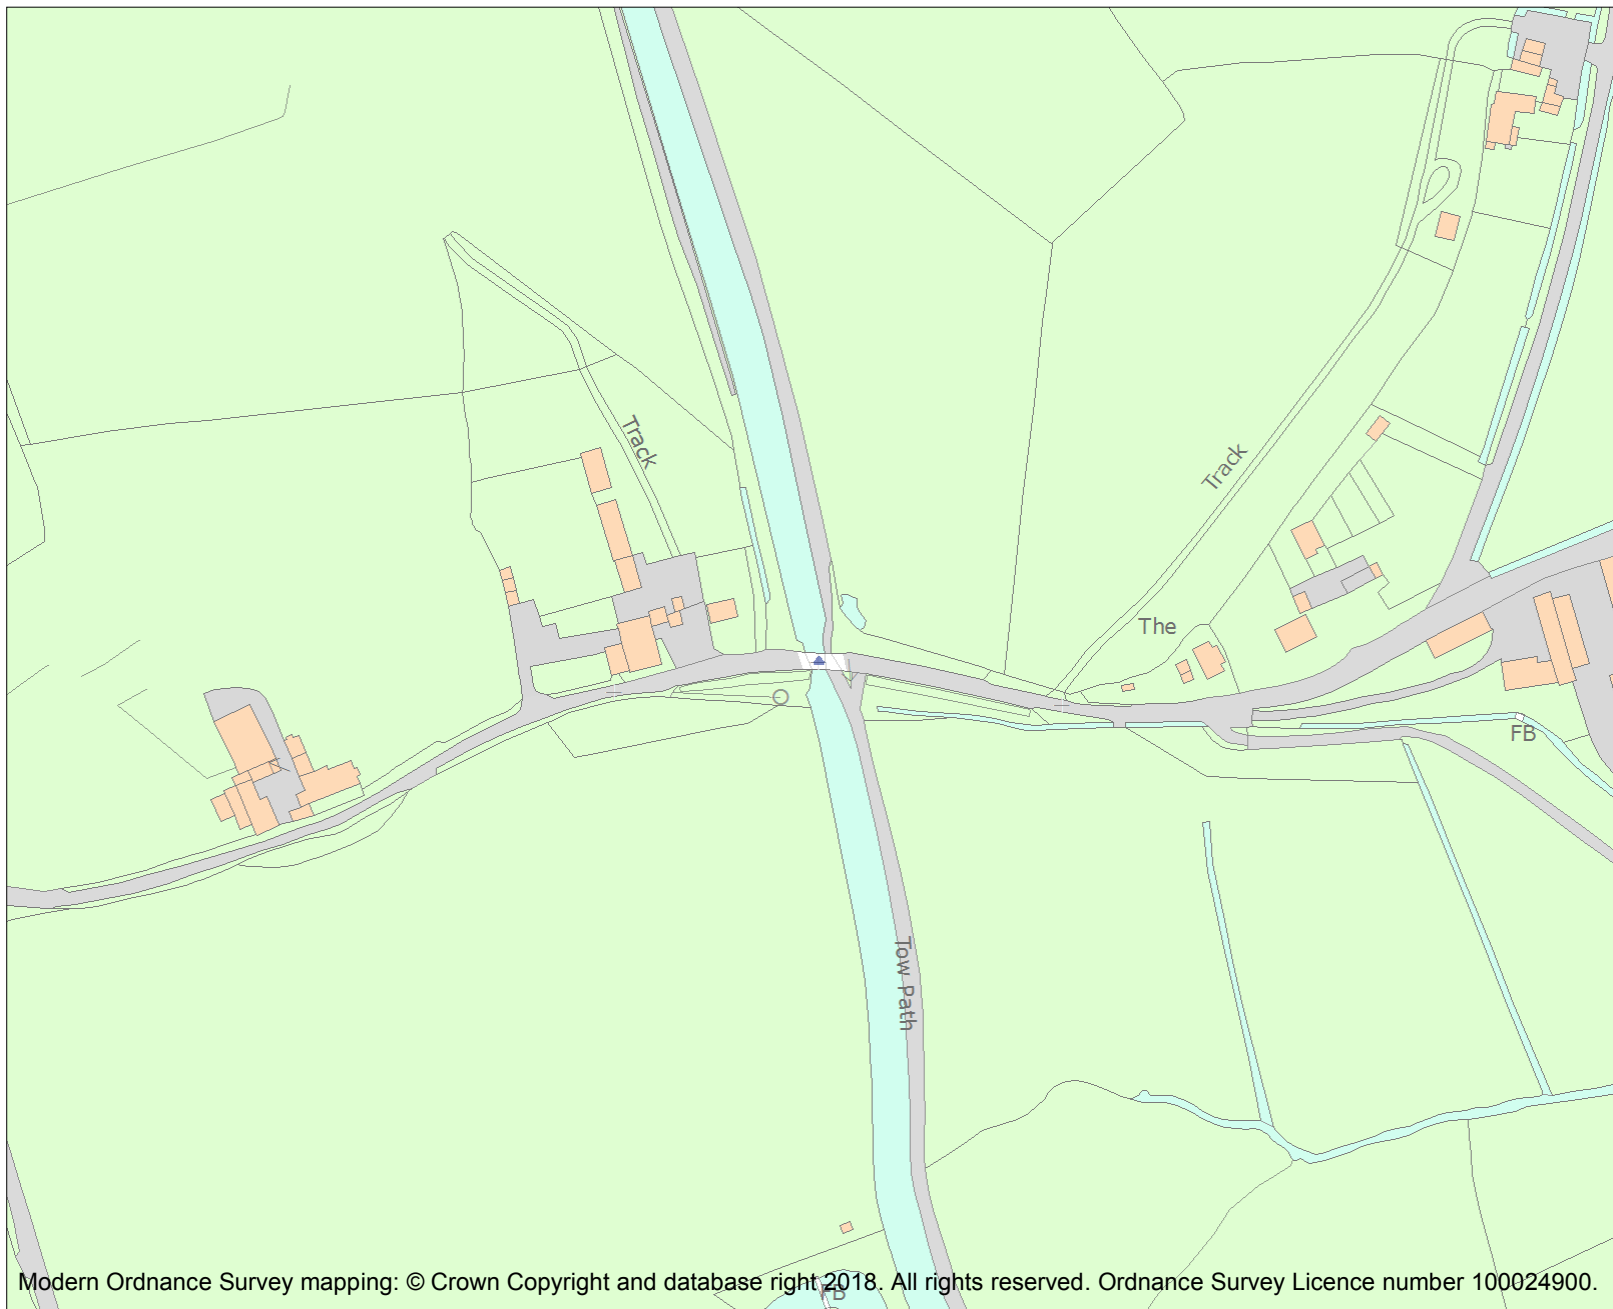 Track
Track
The
FB
Tow Path
FB
Modern Ordnance Survey mapping: © Crown Copyright and database right 2018. All rights reserved. Ordnance Survey Licence number 100024900.